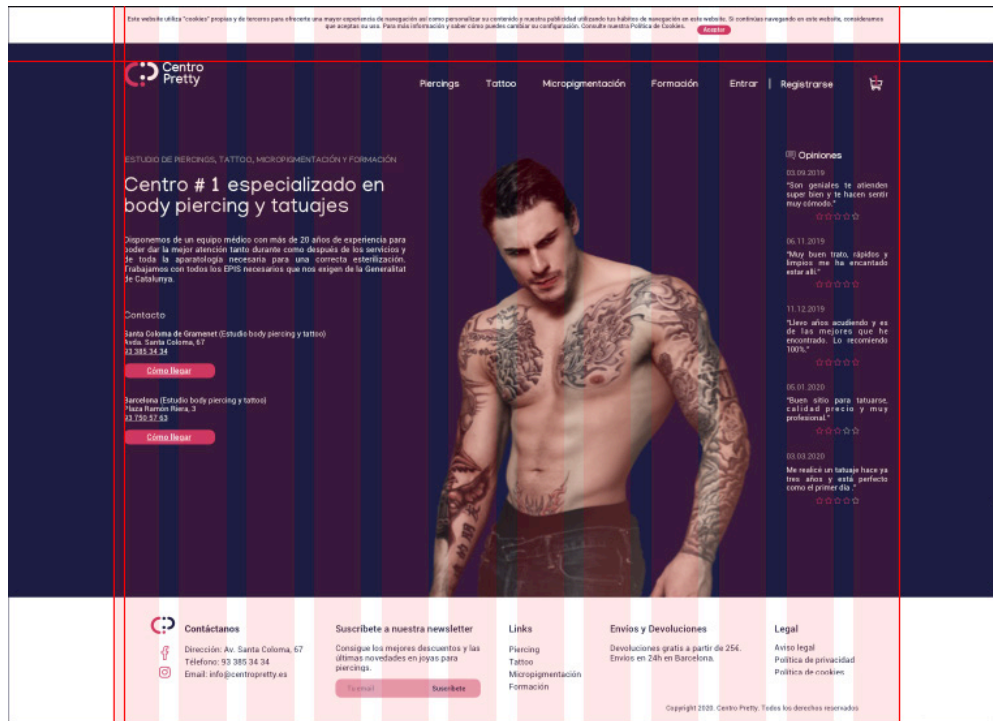 Este website utiliza "cookies" propias y de terceros para ofrecerte una mayor experiencia de navegación así como personalizar su contenido y nuestra publicidad utilizando tus hábitos de navegación en este website. Si continúas navegando en este website, consideramos
que aceptas su uso. Para más información y saber cómo puedes cambiar su configuración. Consulte nuestra Política de Cookies.
Aceptar
Centro
Pretty
Piercings
Tattoo
Micropigmentación
Formación
Entrar | Registrarse
ESTUDIO DE PIERCINGS, TATTOO, MICROPIGMENTACIÓN Y FORMACIÓN
Centro # 1 especializado en
body piercing y tatuajes
Disponemos de un equipo médico con más de 20 años de experiencia para
poder dar la mejor atención tanto durante como después de los servicios y
de toda la aparatología necesaria para una correcta esterilización.
Trabajamos con todos los EPIS necesarios que nos exigen de la Generalitat
de Catalunya.
Contacto
Santa Coloma de Gramenet (Estudio body piercing y tattoo)
Avda. Santa Coloma, 67
93 385 34 34
Cómo llegar
Barcelona (Estudio body piercing y tattoo)
Plaza Ramón Riera, 3
93 750 57 63
Cómo llegar
Opiniones
03.09.2019
"Son geniales te atienden
super bien y te hacen sentir
muy cómodo."
06.11.2019
"Muy buen trato, rápidos y
limpios me ha encantado
estar allí."
11.12.2019
"Llevo años acudiendo y es
de las mejores que he
encontrado. Lo recomiendo
100%."
05.01.2020
"Buen sitio para tatuarse,
calidad precio y muy
profesional."
03.03.2020
Me realicé un tatuaje hace ya
tres años y está perfecto
como el primer día ."
Contáctanos
Dirección: Av. Santa Coloma, 67
Télefono: 93 385 34 34
Email: info@centropretty.es
Suscríbete a nuestra newsletter
Consigue los mejores descuentos y las
últimas novedades en joyas para
piercings.
Tu email
Suscríbete
Links
Piercing
Tattoo
Micropigmentación
Formación
Envíos y Devoluciones
Devoluciones gratis a partir de 25€.
Envíos en 24h en Barcelona.
Legal
Aviso legal
Política de privacidad
Política de cookies
Copyright 2020. Centro Pretty. Todos los derechos reservados